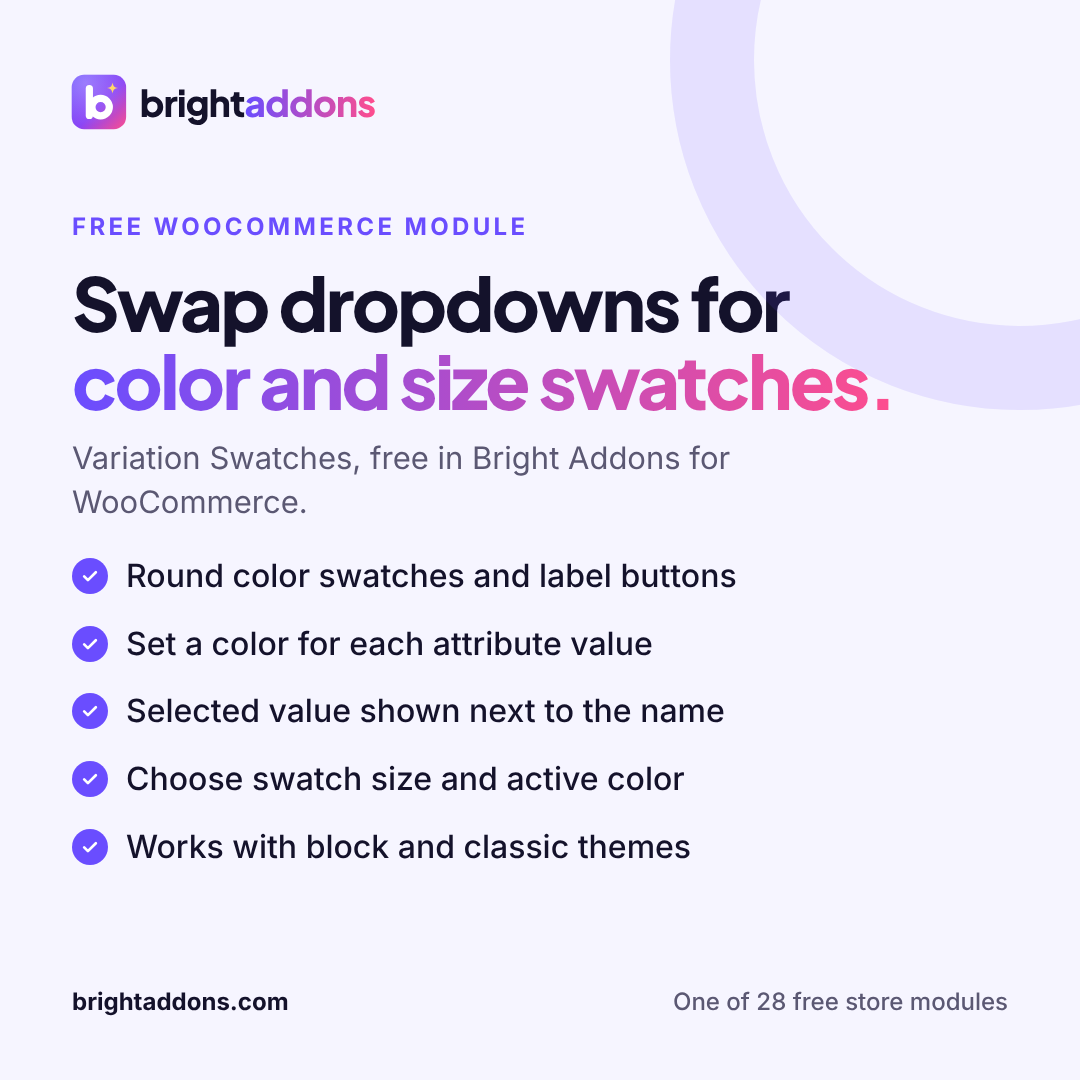 brightaddons
FREE WOOCOMMERCE MODULE
Swap dropdowns for
color and size swatches.
Variation Swatches, free in Bright Addons for
WooCommerce.
Round color swatches and label buttons
Set a color for each attribute value
Selected value shown next to the name
Choose swatch size and active color
Works with block and classic themes
brightaddons.com
One of 28 free store modules